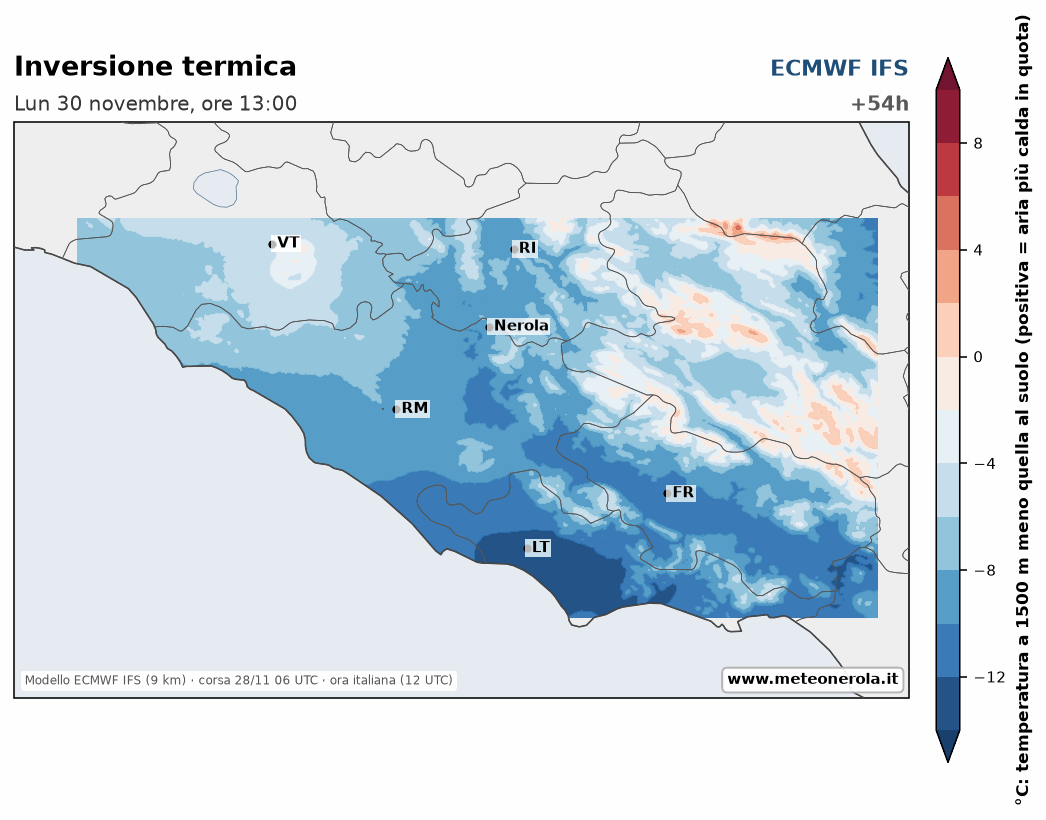 Inversione termica
ECMWF IFS
Lun 30 novembre, ore 13:00
+54h
VT
RI
Nerola
RM
FR
LT
8
4
0
−4
−8
−12
°C: temperatura a 1500 m meno quella al suolo (positiva = aria più calda in quota)
Modello ECMWF IFS (9 km) · corsa 28/11 06 UTC · ora italiana (12 UTC)
www.meteonerola.it